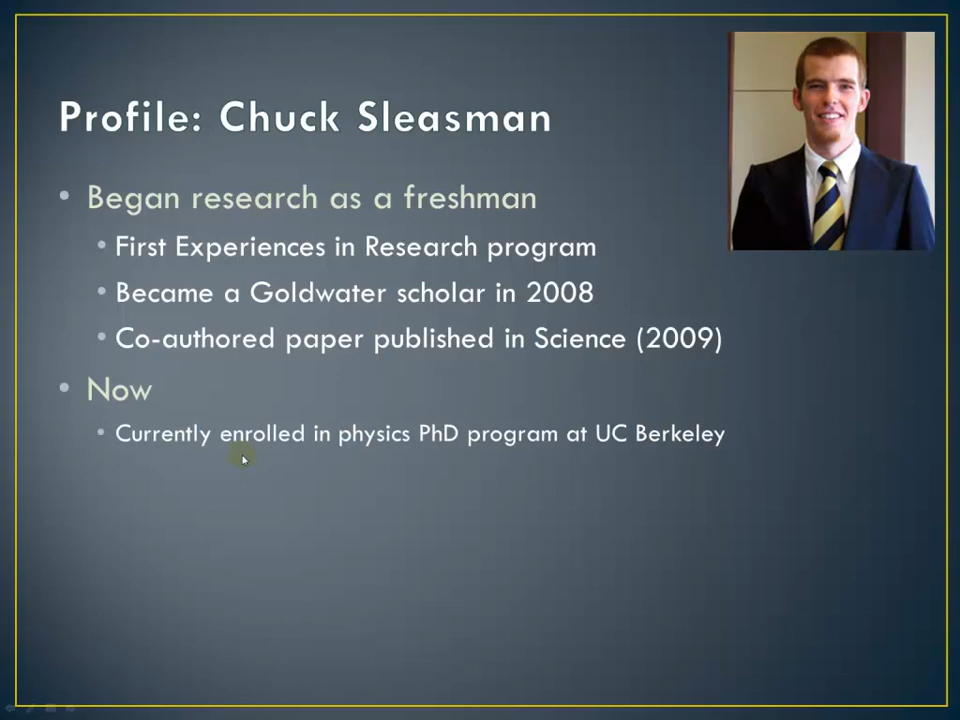 Profile: Chuck Sleasman
• Began research as a freshman
• First Experiences in Research program
• Became a Goldwater scholar in 2008
• Co-authored paper published in Science (2009)
• Now
• Currently enrolled in physics PhD program at UC Berkeley